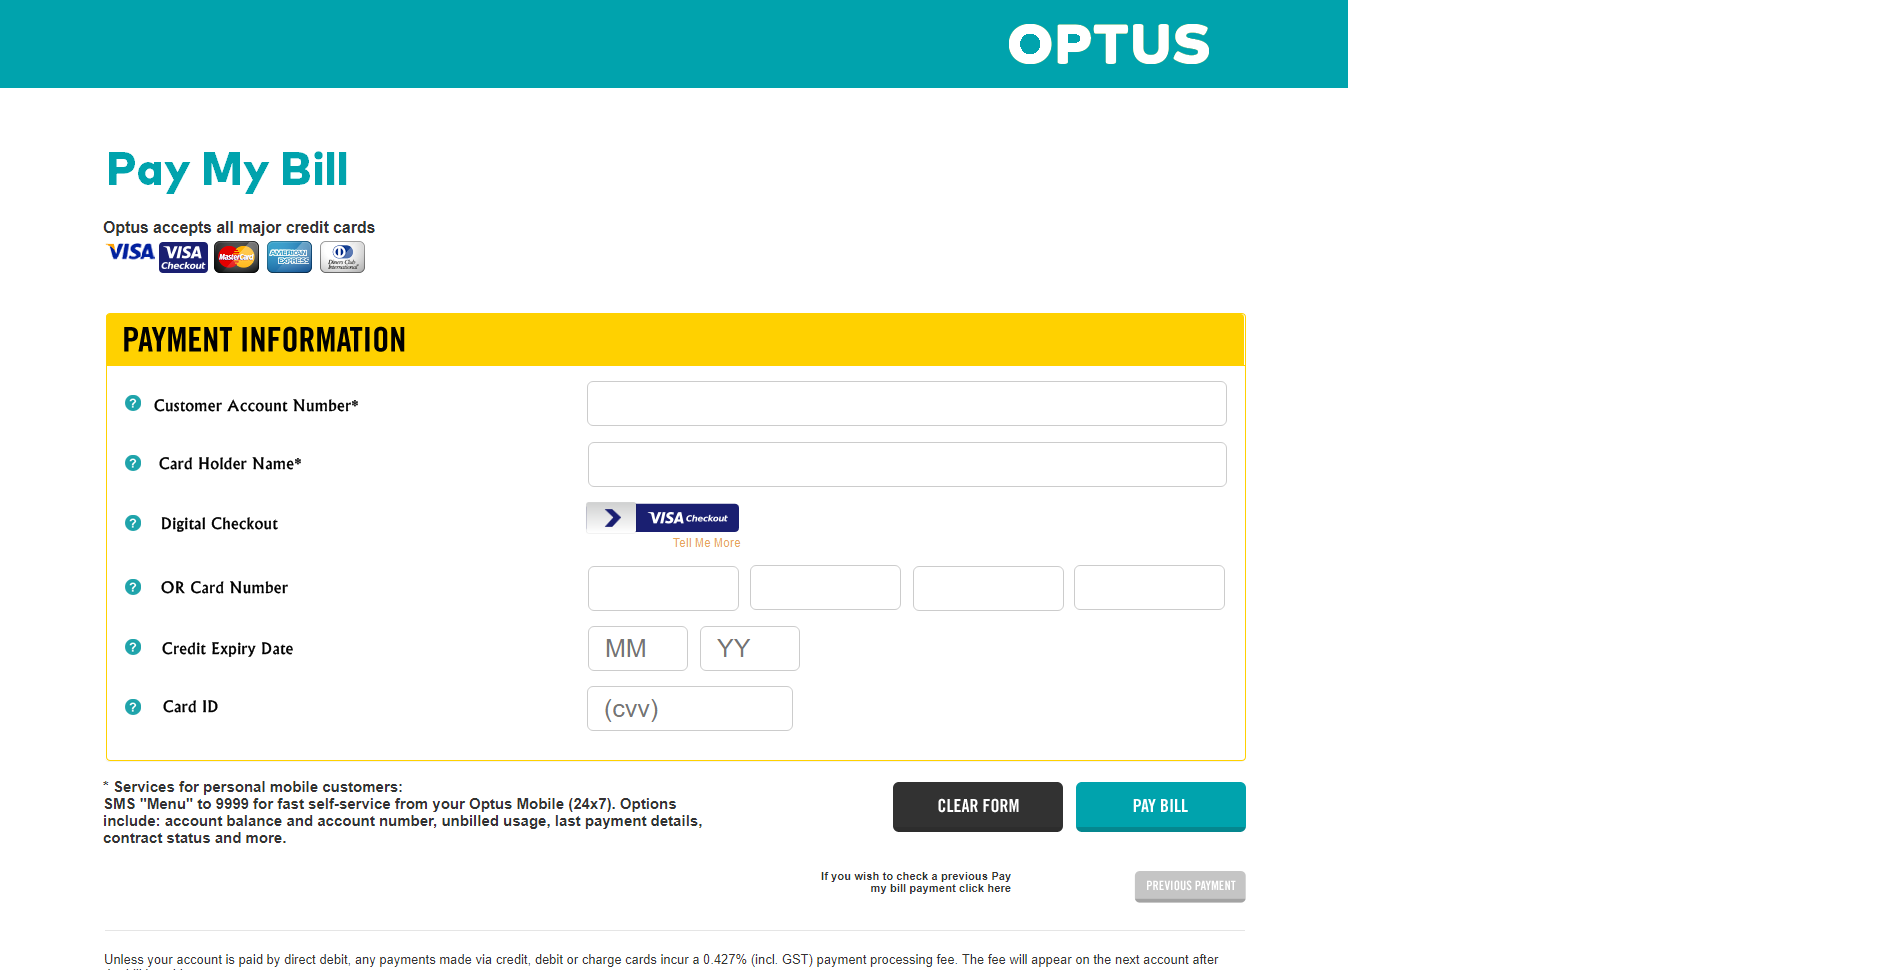 OPTUS
Pay My Bill
Optus accepts all major credit cards
VISA VISA Checkout MasterCard AMERICAN EXPRESS Diners Club International
PAYMENT INFORMATION
? Customer Account Number*
? Card Holder Name*
? Digital Checkout
VISA Checkout
Tell Me More
? OR Card Number
? Credit Expiry Date MM YY
? Card ID (cvv)
* Services for personal mobile customers:
SMS "Menu" to 9999 for fast self-service from your Optus Mobile (24x7). Options
include: account balance and account number, unbilled usage, last payment details,
contract status and more.
CLEAR FORM PAY BILL
If you wish to check a previous Pay
my bill payment click here
PREVIOUS PAYMENT
Unless your account is paid by direct debit, any payments made via credit, debit or charge cards incur a 0.427% (incl. GST) payment processing fee. The fee will appear on the next account after